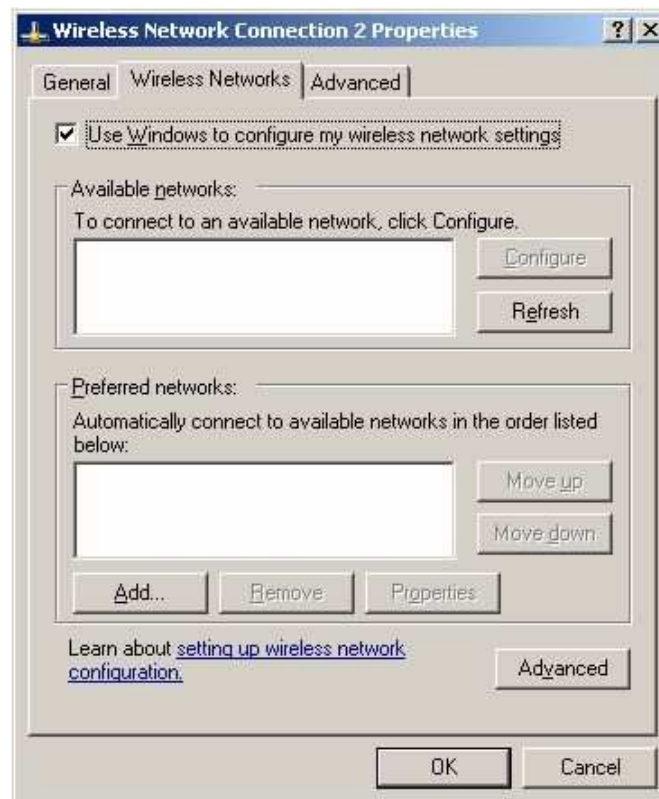 Wireless Network Connection 2 Properties
General Wireless Networks Advanced
Use Windows to configure my wireless network settings
Available networks:
To connect to an available network, click Configure.
Configure
Refresh
Preferred networks:
Automatically connect to available networks in the order listed
below:
Move up
Move down
Add... Remove Properties
Learn about setting up wireless network
configuration.
Advanced
OK Cancel